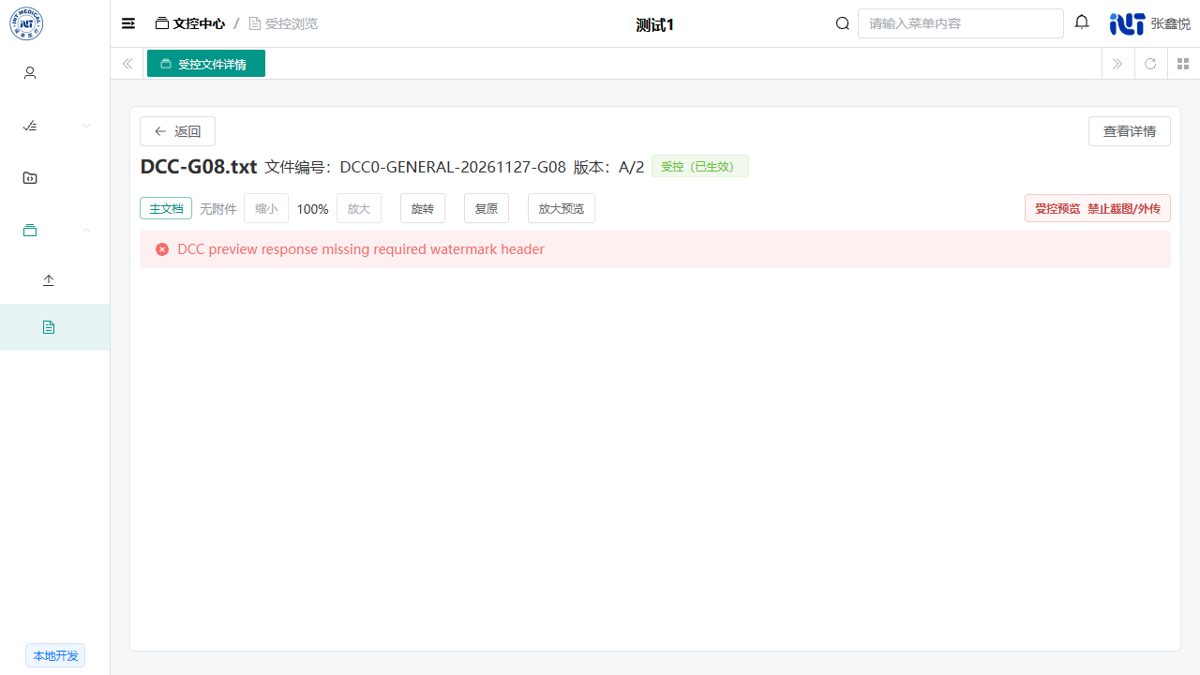 文控中心 / 受控浏览
测试1
请输入菜单内容
张鑫悦
受控文件详情
返回
查看详情
DCC-G08.txt 文件编号: DCC0-GENERAL-20261127-G08 版本: A/2 受控（已生效）
主文档 无附件 缩小 100% 放大 旋转 复原 放大预览
受控预览 禁止截图/外传
DCC preview response missing required watermark header
本地开发